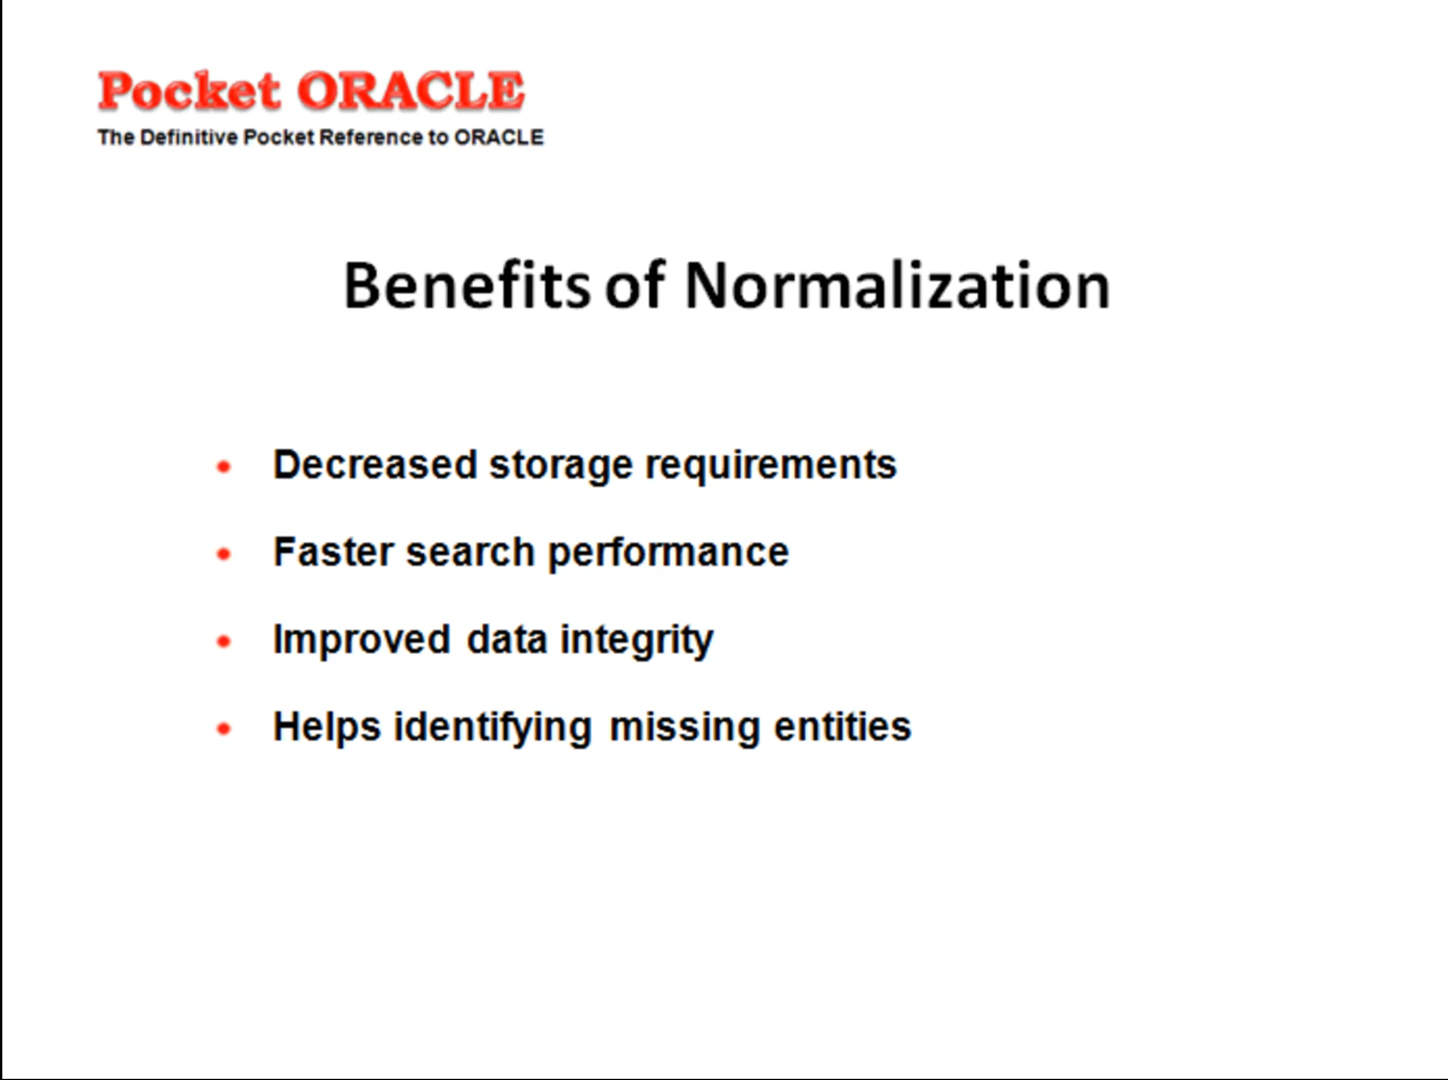 Pocket ORACLE
The Definitive Pocket Reference to ORACLE
Benefits of Normalization
• Decreased storage requirements
• Faster search performance
• Improved data integrity
• Helps identifying missing entities